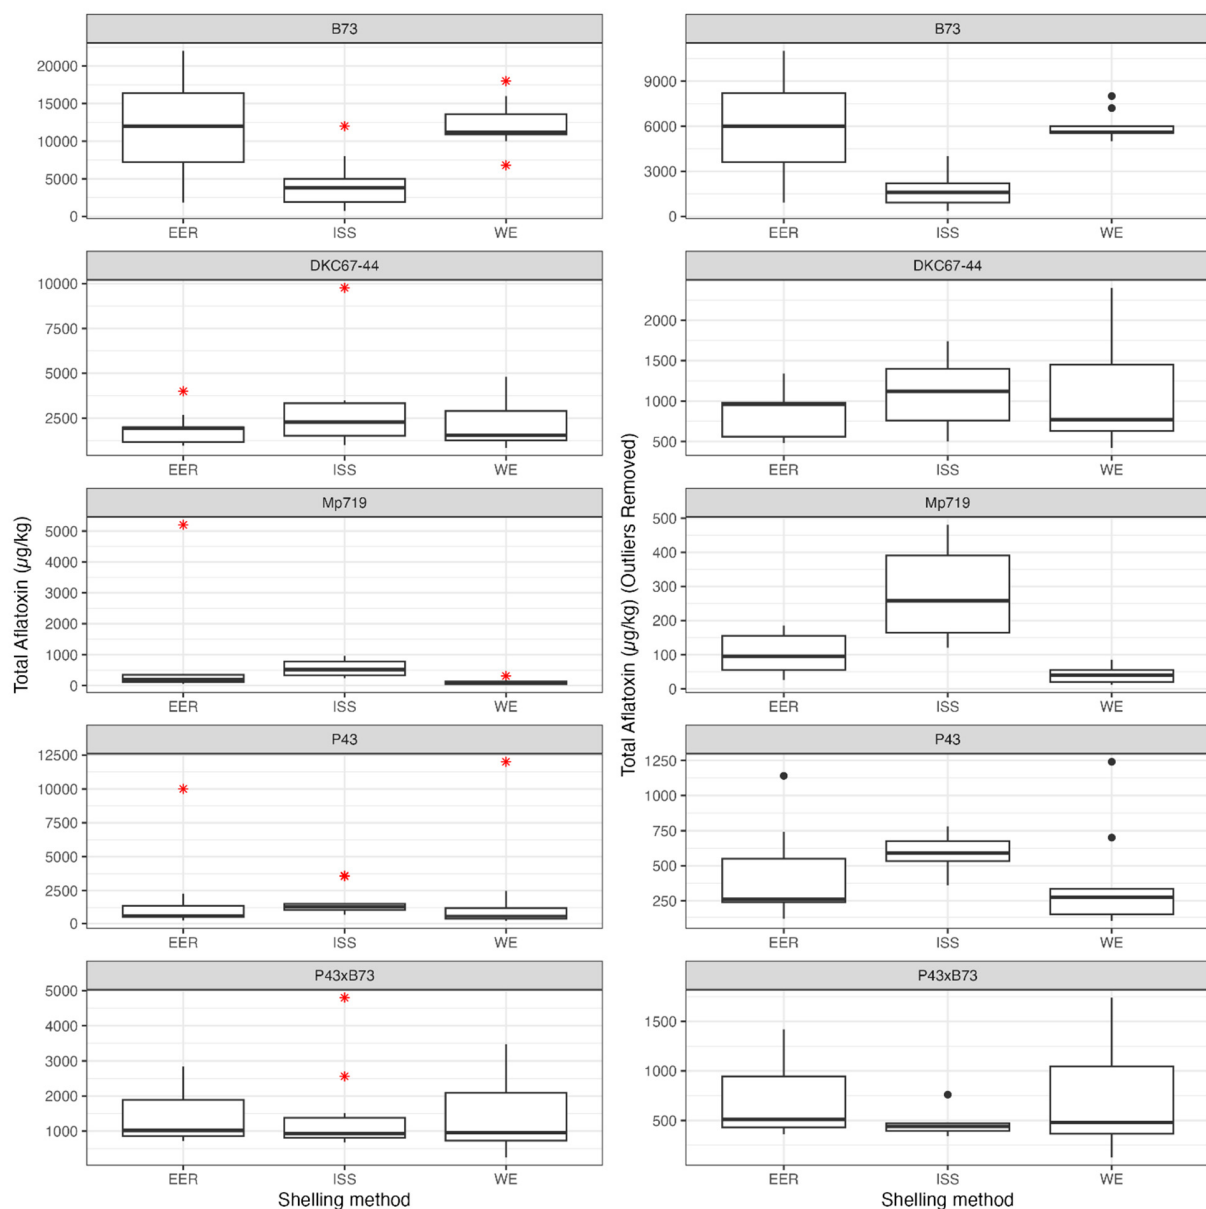 B73
20000
15000
10000
5000
0
EER ISS WE
DKC67-44
10000
7500
5000
2500
EER ISS WE
Mp719
5000
4000
3000
2000
1000
0
EER ISS WE
P43
12500
10000
7500
5000
2500
0
EER ISS WE
P43xB73
5000
4000
3000
2000
1000
EER ISS WE
Shelling method
Total Aflatoxin (µg/kg)
B73
9000
6000
3000
0
EER ISS WE
DKC67-44
2000
1500
1000
500
EER ISS WE
Mp719
500
400
300
200
100
0
EER ISS WE
P43
1250
1000
750
500
250
EER ISS WE
P43xB73
1500
1000
500
EER ISS WE
Shelling method
Total Aflatoxin (µg/kg) (Outliers Removed)